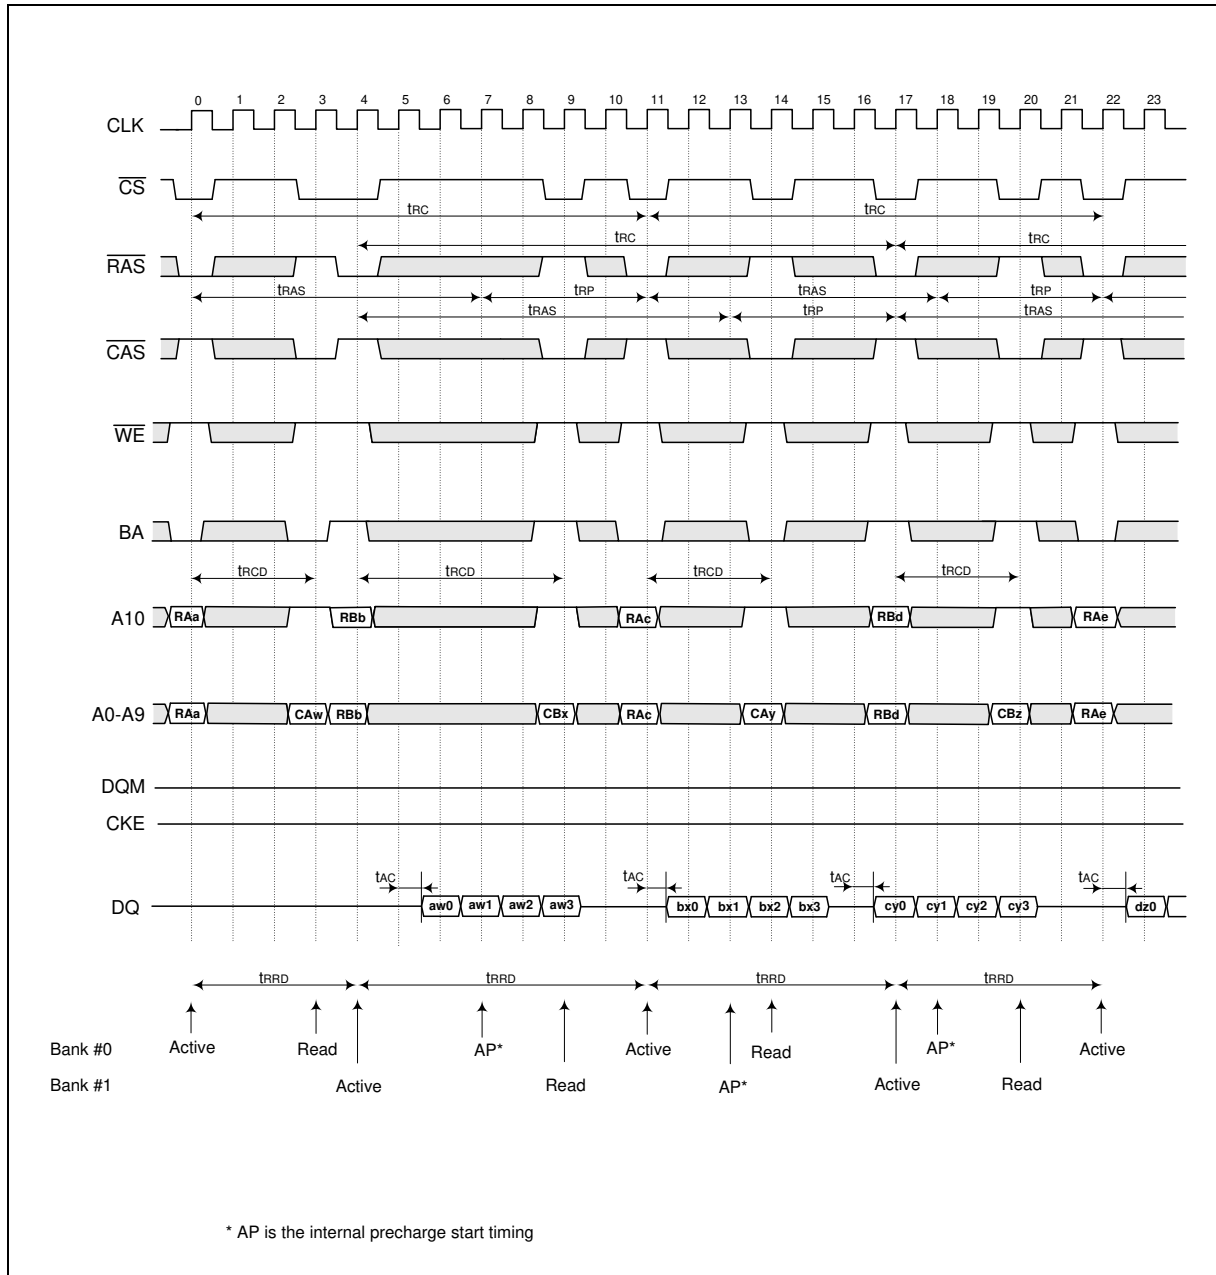 0 1 2 3 4 5 6 7 8 9 10 11 12 13 14 15 16 17 18 19 20 21 22 23
CLK
CS
tRC tRC
tRC tRC
RAS
tRAS tRP tRAS tRP
tRAS tRP tRAS
CAS
WE
BA
tRCD tRCD tRCD tRCD
A10 RAa RBb RAc RBd RAe
A0-A9 RAa CAw RBb CBx RAc CAy RBd CBz RAe
DQM
CKE
tAC tAC tAC tAC
DQ aw0 aw1 aw2 aw3 bx0 bx1 bx2 bx3 cy0 cy1 cy2 cy3 dz0
tRRD tRRD tRRD tRRD
Bank #0 Active Read AP* Active Read AP* Active
Bank #1 Active Read AP* Active Read
* AP is the internal precharge start timing